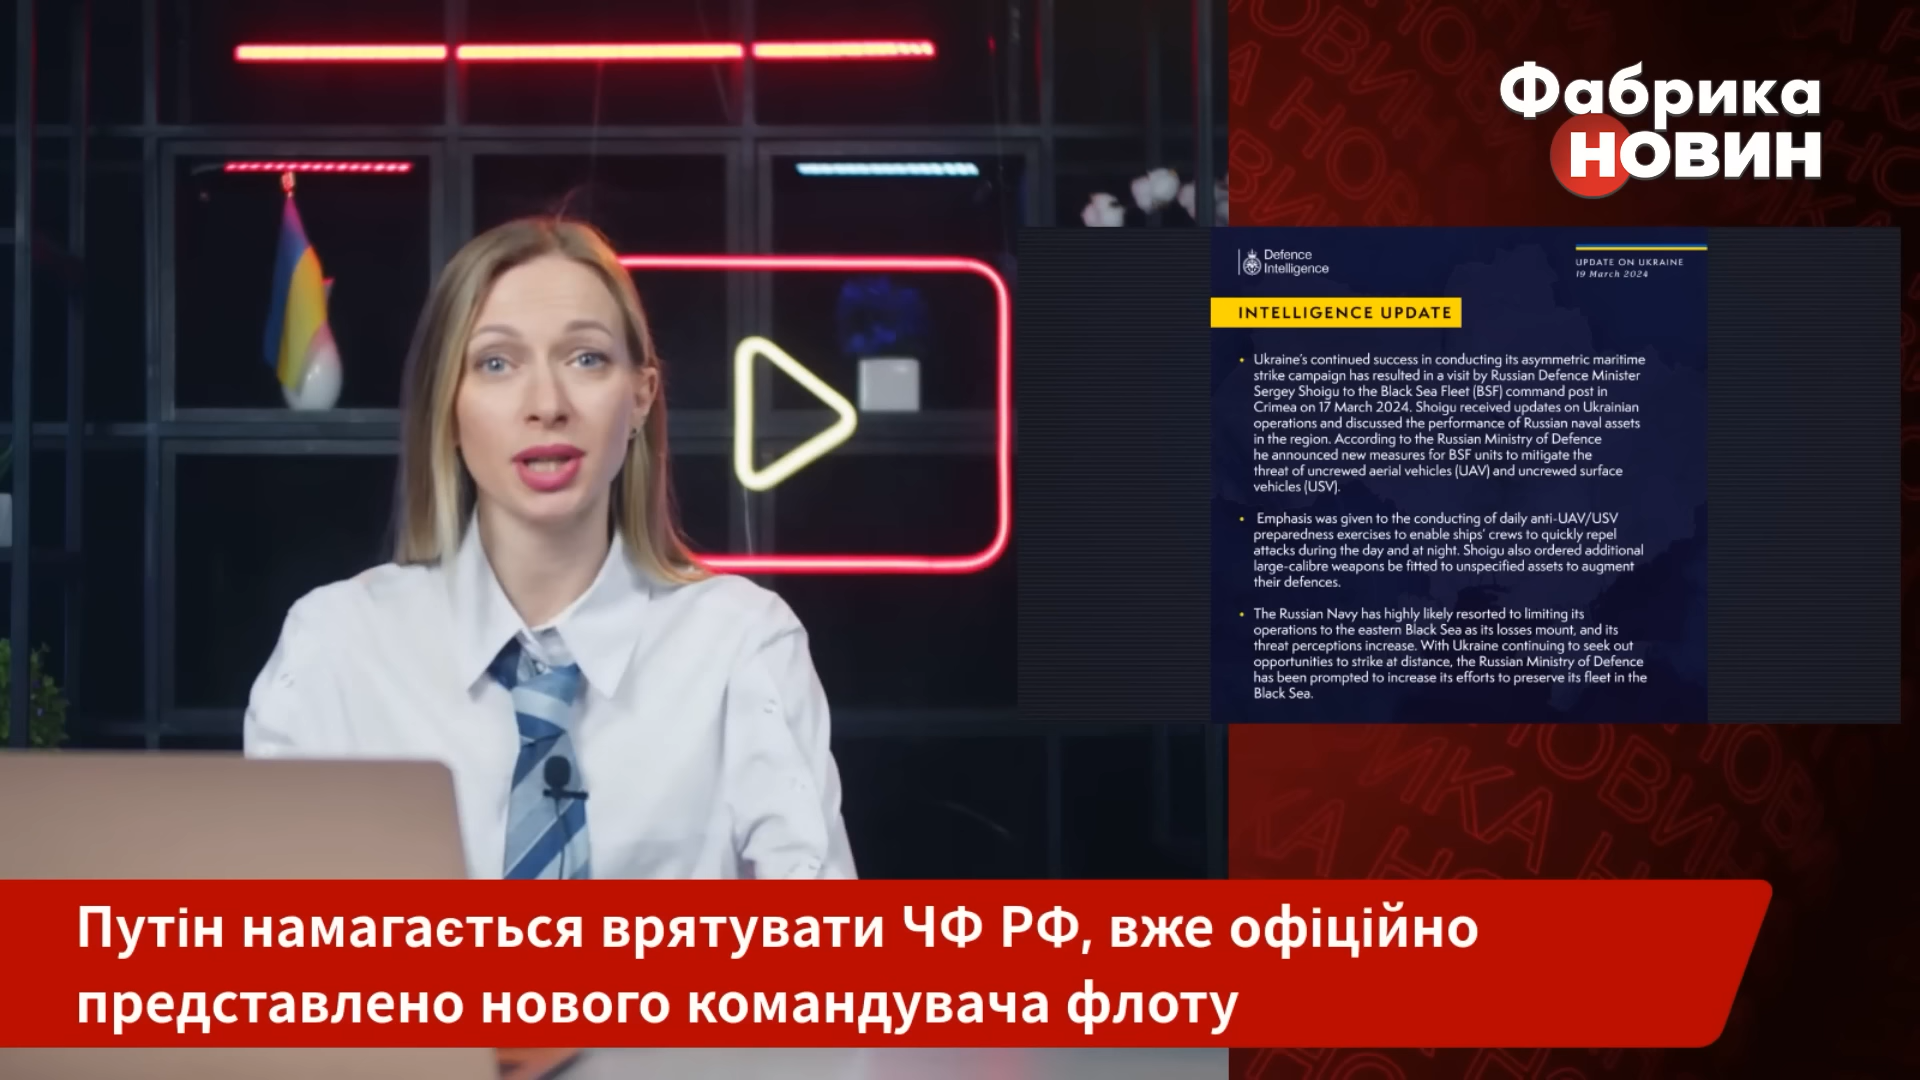 Фабрика
новин
Defence
Intelligence
UPDATE ON UKRAINE
19 March 2024
INTELLIGENCE UPDATE
• Ukraine's continued success in conducting its asymmetric maritime
strike campaign has resulted in a visit by Russian Defence Minister
Sergey Shoigu to the Black Sea Fleet (BSF) command post in
Crimea on 17 March 2024. Shoigu received updates on Ukrainian
operations and discussed the performance of Russian naval assets
in the region. According to the Russian Ministry of Defence
he announced new measures for BSF units to mitigate the
threat of uncrewed aerial vehicles (UAV) and uncrewed surface
vehicles (USV).
• Emphasis was given to the conducting of daily anti-UAV/USV
preparedness exercises to enable ships' crews to quickly repel
attacks during the day and at night. Shoigu also ordered additional
large-calibre weapons be fitted to unspecified assets to augment
their defences.
• The Russian Navy has highly likely resorted to limiting its
operations to the eastern Black Sea as its losses mount, and its
threat perceptions increase. With Ukraine continuing to seek out
opportunities to strike at distance, the Russian Ministry of Defence
has been prompted to increase its efforts to preserve its fleet in the
Black Sea.
Путін намагається врятувати ЧФ РФ, вже офіційно
представлено нового командувача флоту